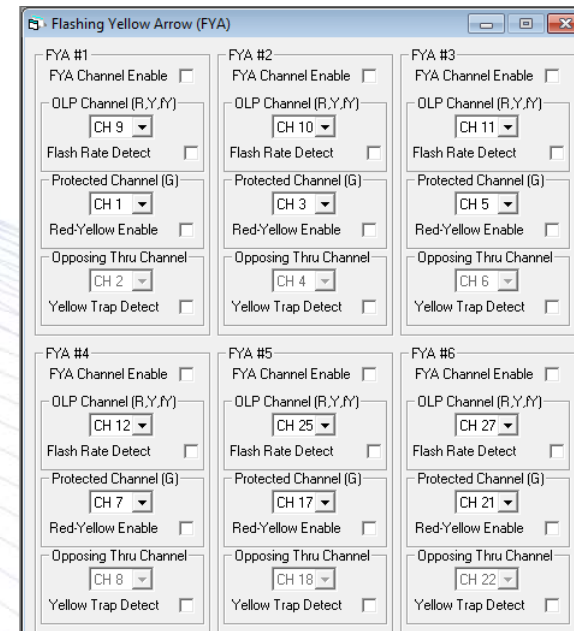 Flashing Yellow Arrow (FYA)
FYA #1
FYA Channel Enable
OLP Channel (R,Y,fY)
CH 9
Flash Rate Detect
Protected Channel (G)
CH 1
Red-Yellow Enable
Opposing Thru Channel
CH 2
Yellow Trap Detect
FYA #2
FYA Channel Enable
OLP Channel (R,Y,fY)
CH 10
Flash Rate Detect
Protected Channel (G)
CH 3
Red-Yellow Enable
Opposing Thru Channel
CH 4
Yellow Trap Detect
FYA #3
FYA Channel Enable
OLP Channel (R,Y,fY)
CH 11
Flash Rate Detect
Protected Channel (G)
CH 5
Red-Yellow Enable
Opposing Thru Channel
CH 6
Yellow Trap Detect
FYA #4
FYA Channel Enable
OLP Channel (R,Y,fY)
CH 12
Flash Rate Detect
Protected Channel (G)
CH 7
Red-Yellow Enable
Opposing Thru Channel
CH 8
Yellow Trap Detect
FYA #5
FYA Channel Enable
OLP Channel (R,Y,fY)
CH 25
Flash Rate Detect
Protected Channel (G)
CH 17
Red-Yellow Enable
Opposing Thru Channel
CH 18
Yellow Trap Detect
FYA #6
FYA Channel Enable
OLP Channel (R,Y,fY)
CH 27
Flash Rate Detect
Protected Channel (G)
CH 21
Red-Yellow Enable
Opposing Thru Channel
CH 22
Yellow Trap Detect